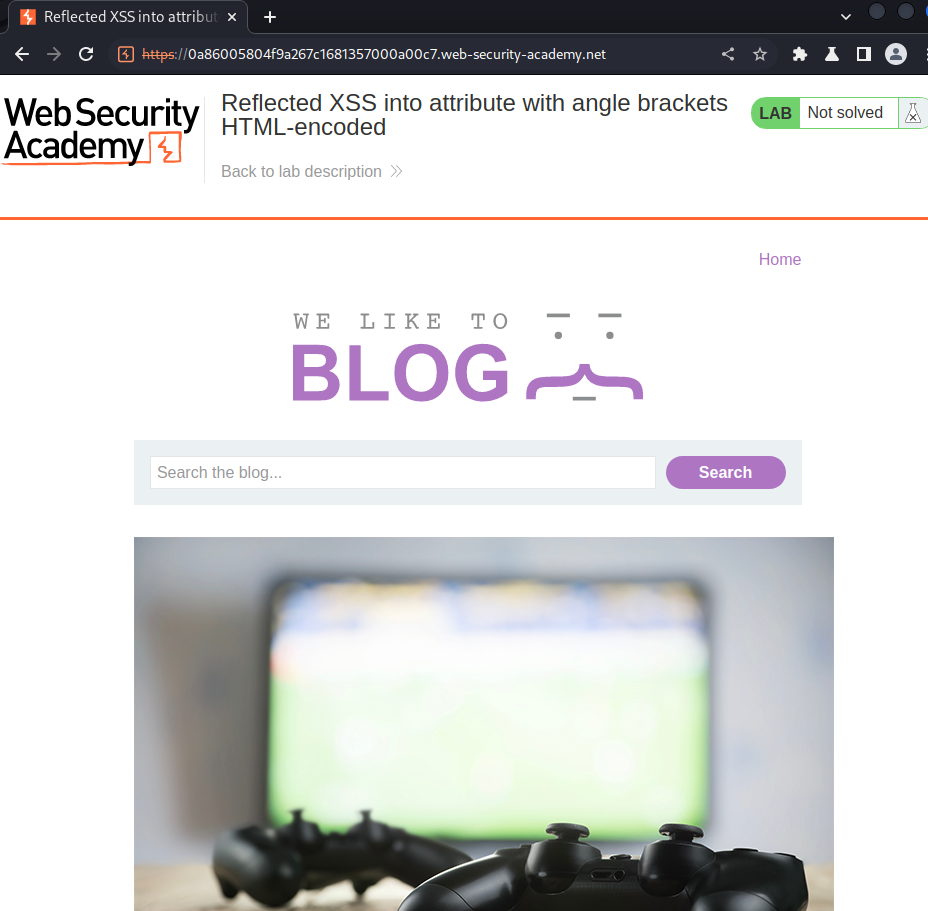 Reflected XSS into attribut
https://0a86005804f9a267c1681357000a00c7.web-security-academy.net
Web Security
Academy
Reflected XSS into attribute with angle brackets
HTML-encoded
LAB Not solved
Back to lab description
Home
WE LIKE TO
BLOG
Search the blog...
Search